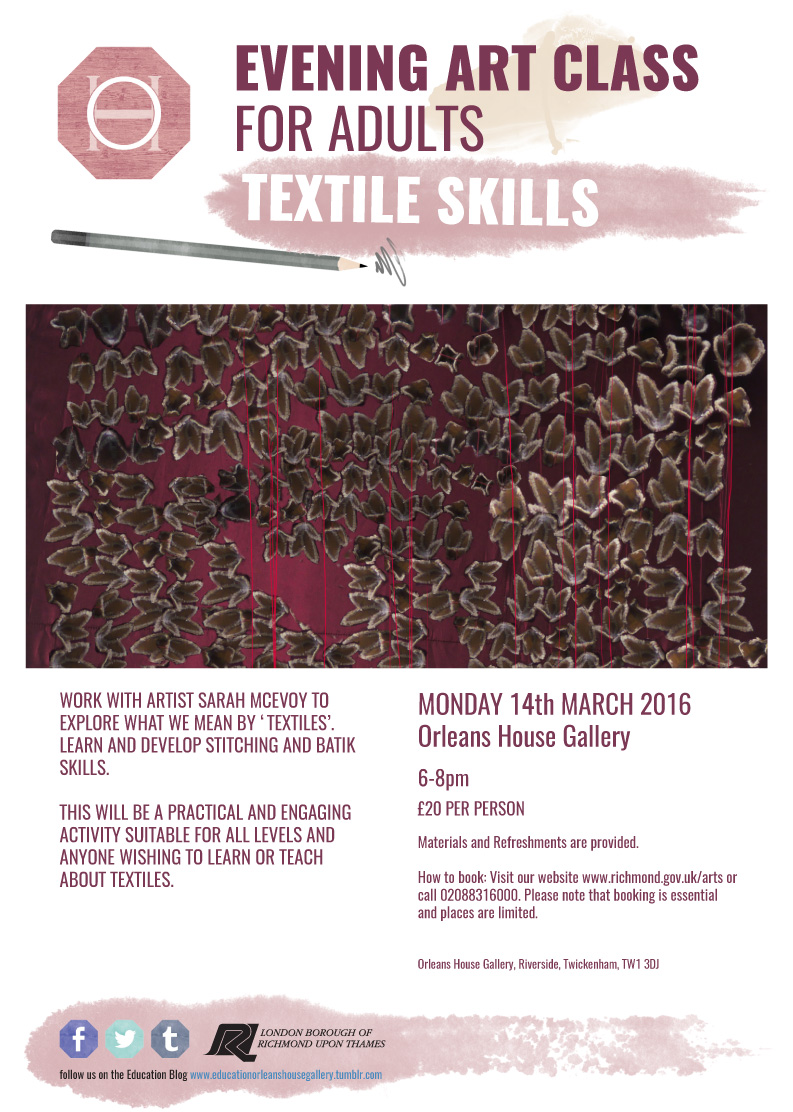 EVENING ART CLASS
FOR ADULTS
TEXTILE SKILLS
WORK WITH ARTIST SARAH MCEVOY TO
EXPLORE WHAT WE MEAN BY ‘ TEXTILES’.
LEARN AND DEVELOP STITCHING AND BATIK
SKILLS.
THIS WILL BE A PRACTICAL AND ENGAGING
ACTIVITY SUITABLE FOR ALL LEVELS AND
ANYONE WISHING TO LEARN OR TEACH
ABOUT TEXTILES.
MONDAY 14th MARCH 2016
Orleans House Gallery
6-8pm
£20 PER PERSON
Materials and Refreshments are provided.
How to book: Visit our website www.richmond.gov.uk/arts or
call 02088316000. Please note that booking is essential
and places are limited.
Orleans House Gallery, Riverside, Twickenham, TW1 3DJ
LONDON BOROUGH OF
RICHMOND UPON THAMES
follow us on the Education Blog www.educationorleanshousegallery.tumblr.com